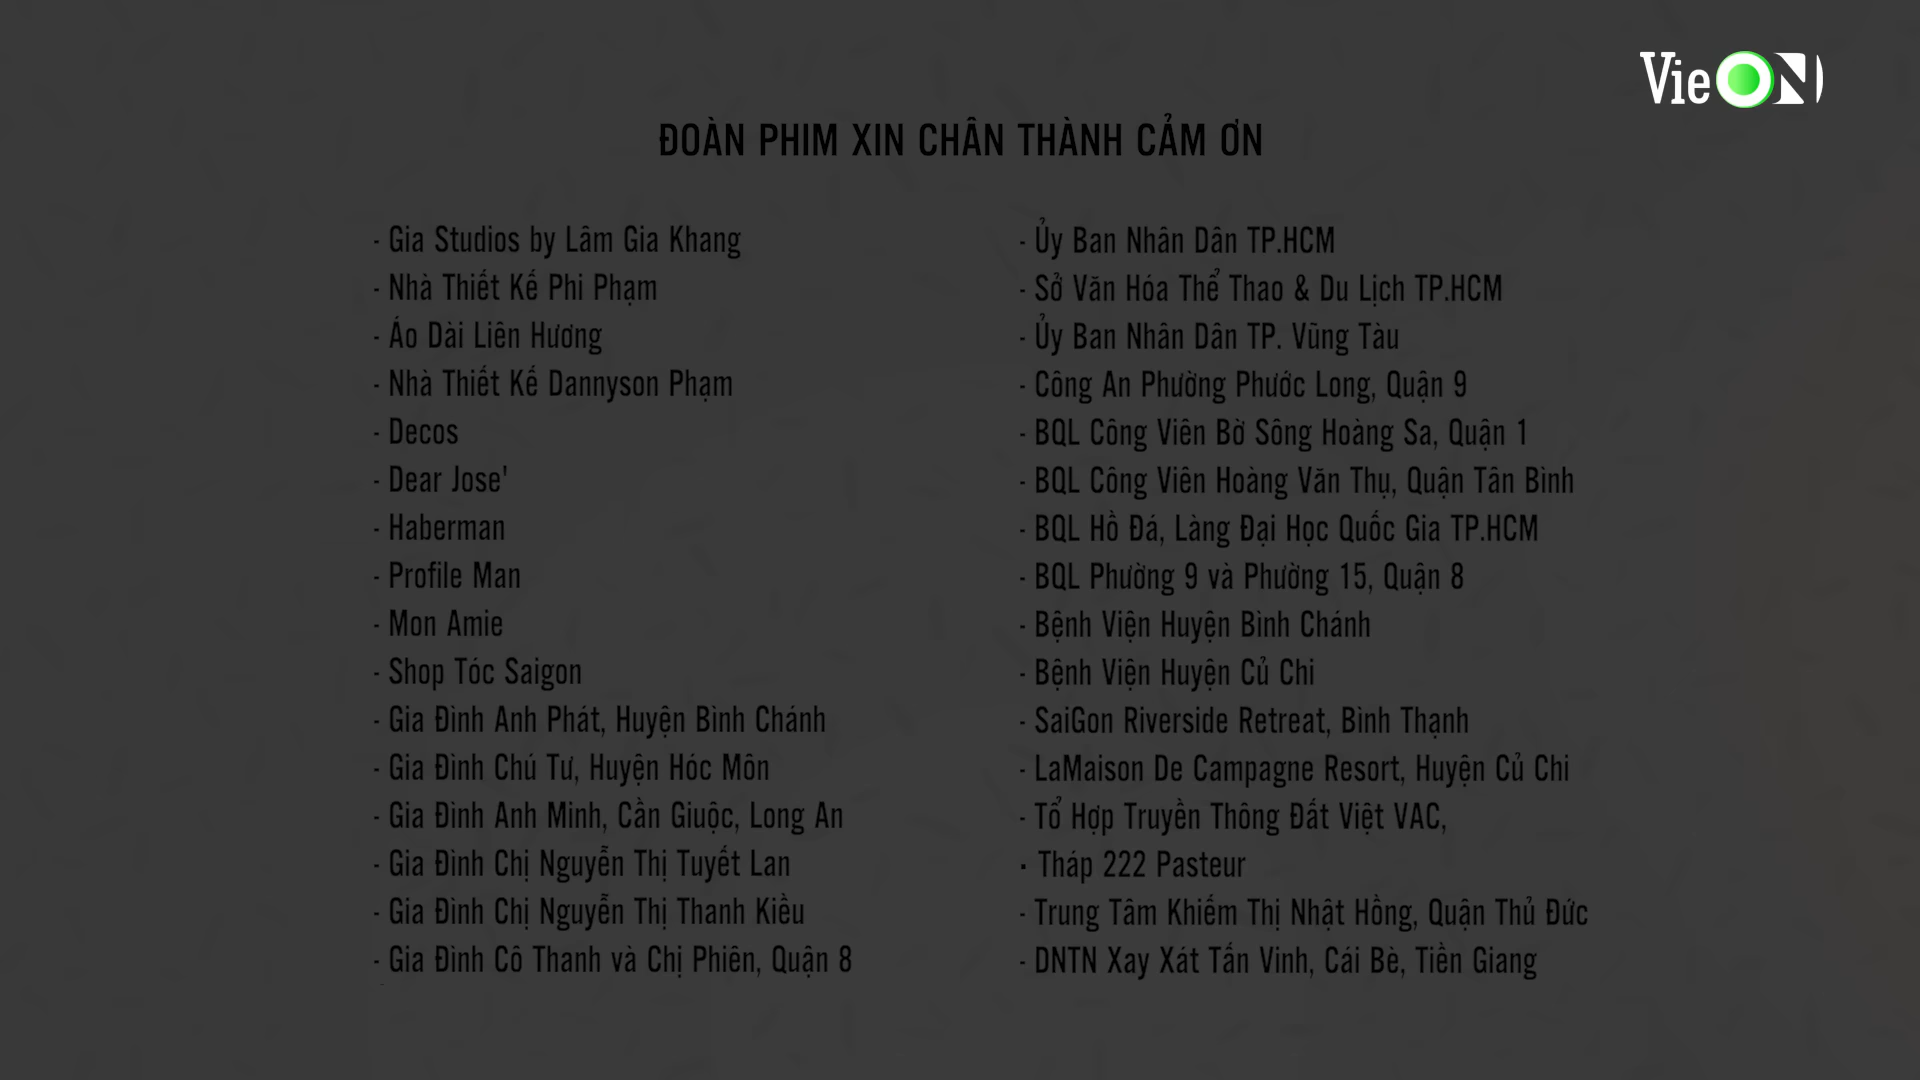 VieON
ĐOÀN PHIM XIN CHÂN THÀNH CẢM ƠN
- Gia Studios by Lâm Gia Khang
- Nhà Thiết Kế Phi Phạm
- Áo Dài Liên Hương
- Nhà Thiết Kế Dannyson Phạm
- Decos
- Dear Jose'
- Haberman
- Profile Man
- Mon Amie
- Shop Tóc Saigon
- Gia Đình Anh Phát, Huyện Bình Chánh
- Gia Đình Chú Tư, Huyện Hóc Môn
- Gia Đình Anh Minh, Cần Giuộc, Long An
- Gia Đình Chị Nguyễn Thị Tuyết Lan
- Gia Đình Chị Nguyễn Thị Thanh Kiều
- Gia Đình Cô Thanh và Chị Phiên, Quận 8
- Ủy Ban Nhân Dân TP.HCM
- Sở Văn Hóa Thể Thao & Du Lịch TP.HCM
- Ủy Ban Nhân Dân TP. Vũng Tàu
- Công An Phường Phước Long, Quận 9
- BQL Công Viên Bờ Sông Hoàng Sa, Quận 1
- BQL Công Viên Hoàng Văn Thụ, Quận Tân Bình
- BQL Hồ Đá, Làng Đại Học Quốc Gia TP.HCM
- BQL Phường 9 và Phường 15, Quận 8
- Bệnh Viện Huyện Bình Chánh
- Bệnh Viện Huyện Củ Chi
- SaiGon Riverside Retreat, Bình Thạnh
- LaMaison De Campagne Resort, Huyện Củ Chi
- Tổ Hợp Truyền Thông Đất Việt VAC,
· Tháp 222 Pasteur
- Trung Tâm Khiếm Thị Nhật Hồng, Quận Thủ Đức
- DNTN Xay Xát Tấn Vinh, Cái Bè, Tiền Giang